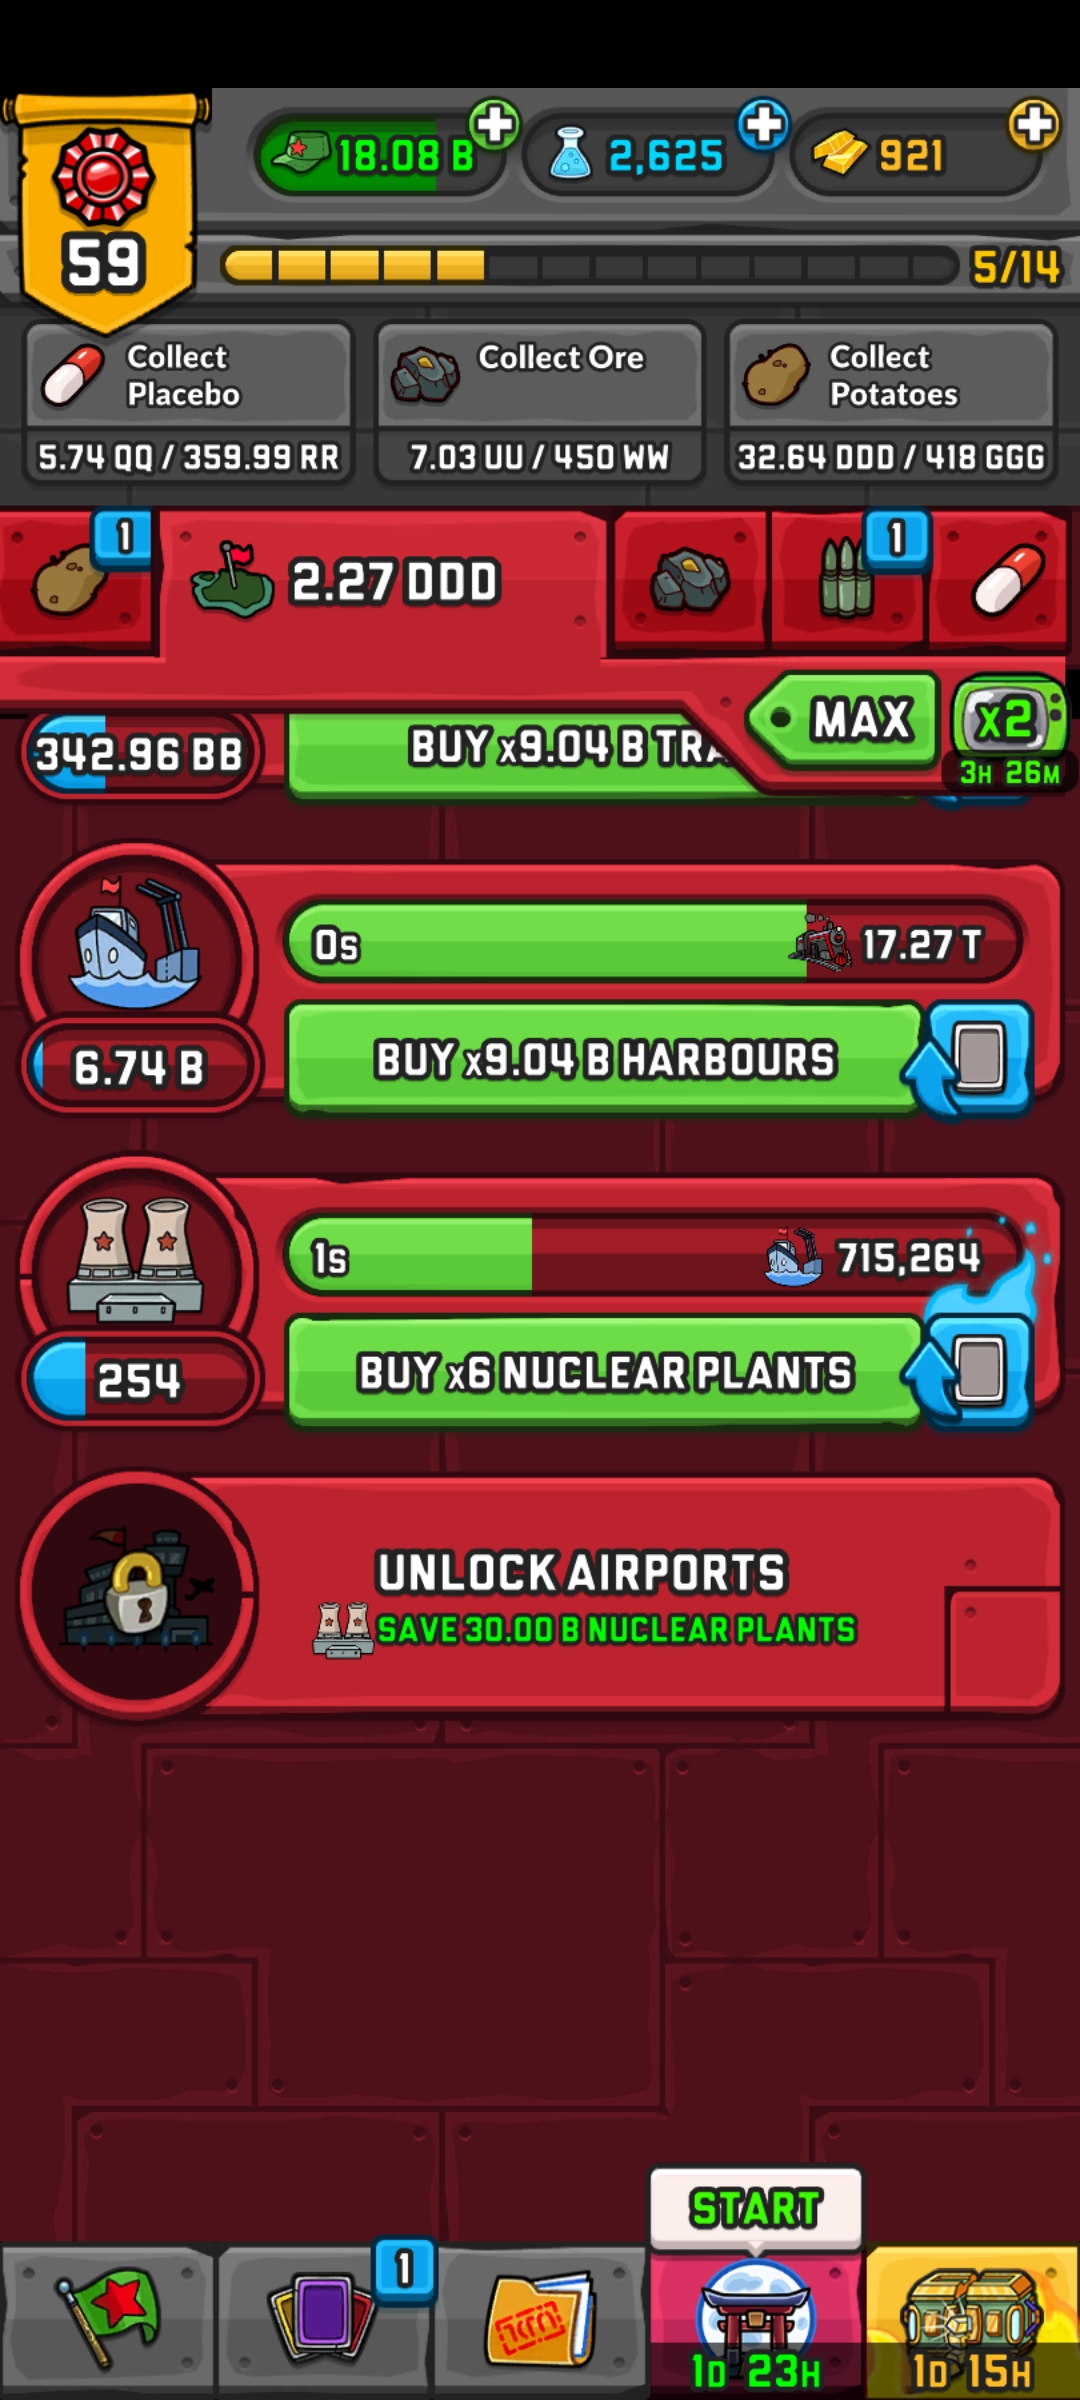 18.08 B
2,625
921
59
5/14
Collect
Placebo
5.74 QQ / 359.99 RR
Collect Ore
7.03 UU / 450 WW
Collect
Potatoes
32.64 DDD / 418 GGG
1
2.27 DDD
1
MAX
x2
3H 26M
342.96 BB
BUY x9.04 B
0s
17.27 T
6.74 B
BUY x9.04 B HARBOURS
1s
715,264
254
BUY x6 NUCLEAR PLANTS
UNLOCK AIRPORTS
SAVE 30.00 B NUCLEAR PLANTS
START
1
1D 23H
1D 15H